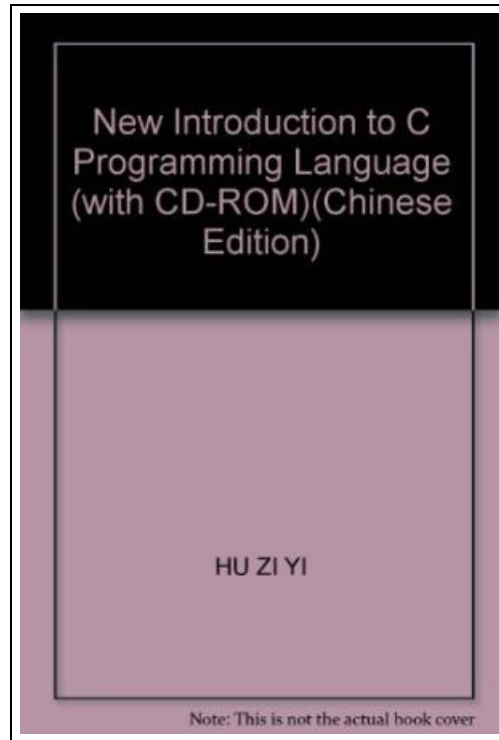 New Introduction to C
Programming Language
(with CD-ROM)(Chinese
Edition)
HU ZI YI
Note: This is not the actual book cover